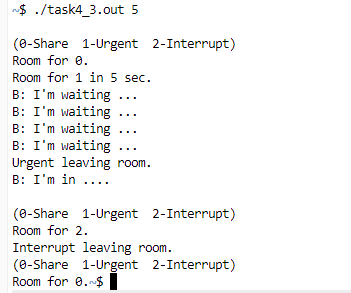 ~$ ./task4_3.out 5
(0-Share  1-Urgent  2-Interrupt)
Room for 0.
Room for 1 in 5 sec.
B: I'm waiting ...
B: I'm waiting ...
B: I'm waiting ...
B: I'm waiting ...
Urgent leaving room.
B: I'm in ....
(0-Share  1-Urgent  2-Interrupt)
Room for 2.
Interrupt leaving room.
(0-Share  1-Urgent  2-Interrupt)
Room for 0.~$